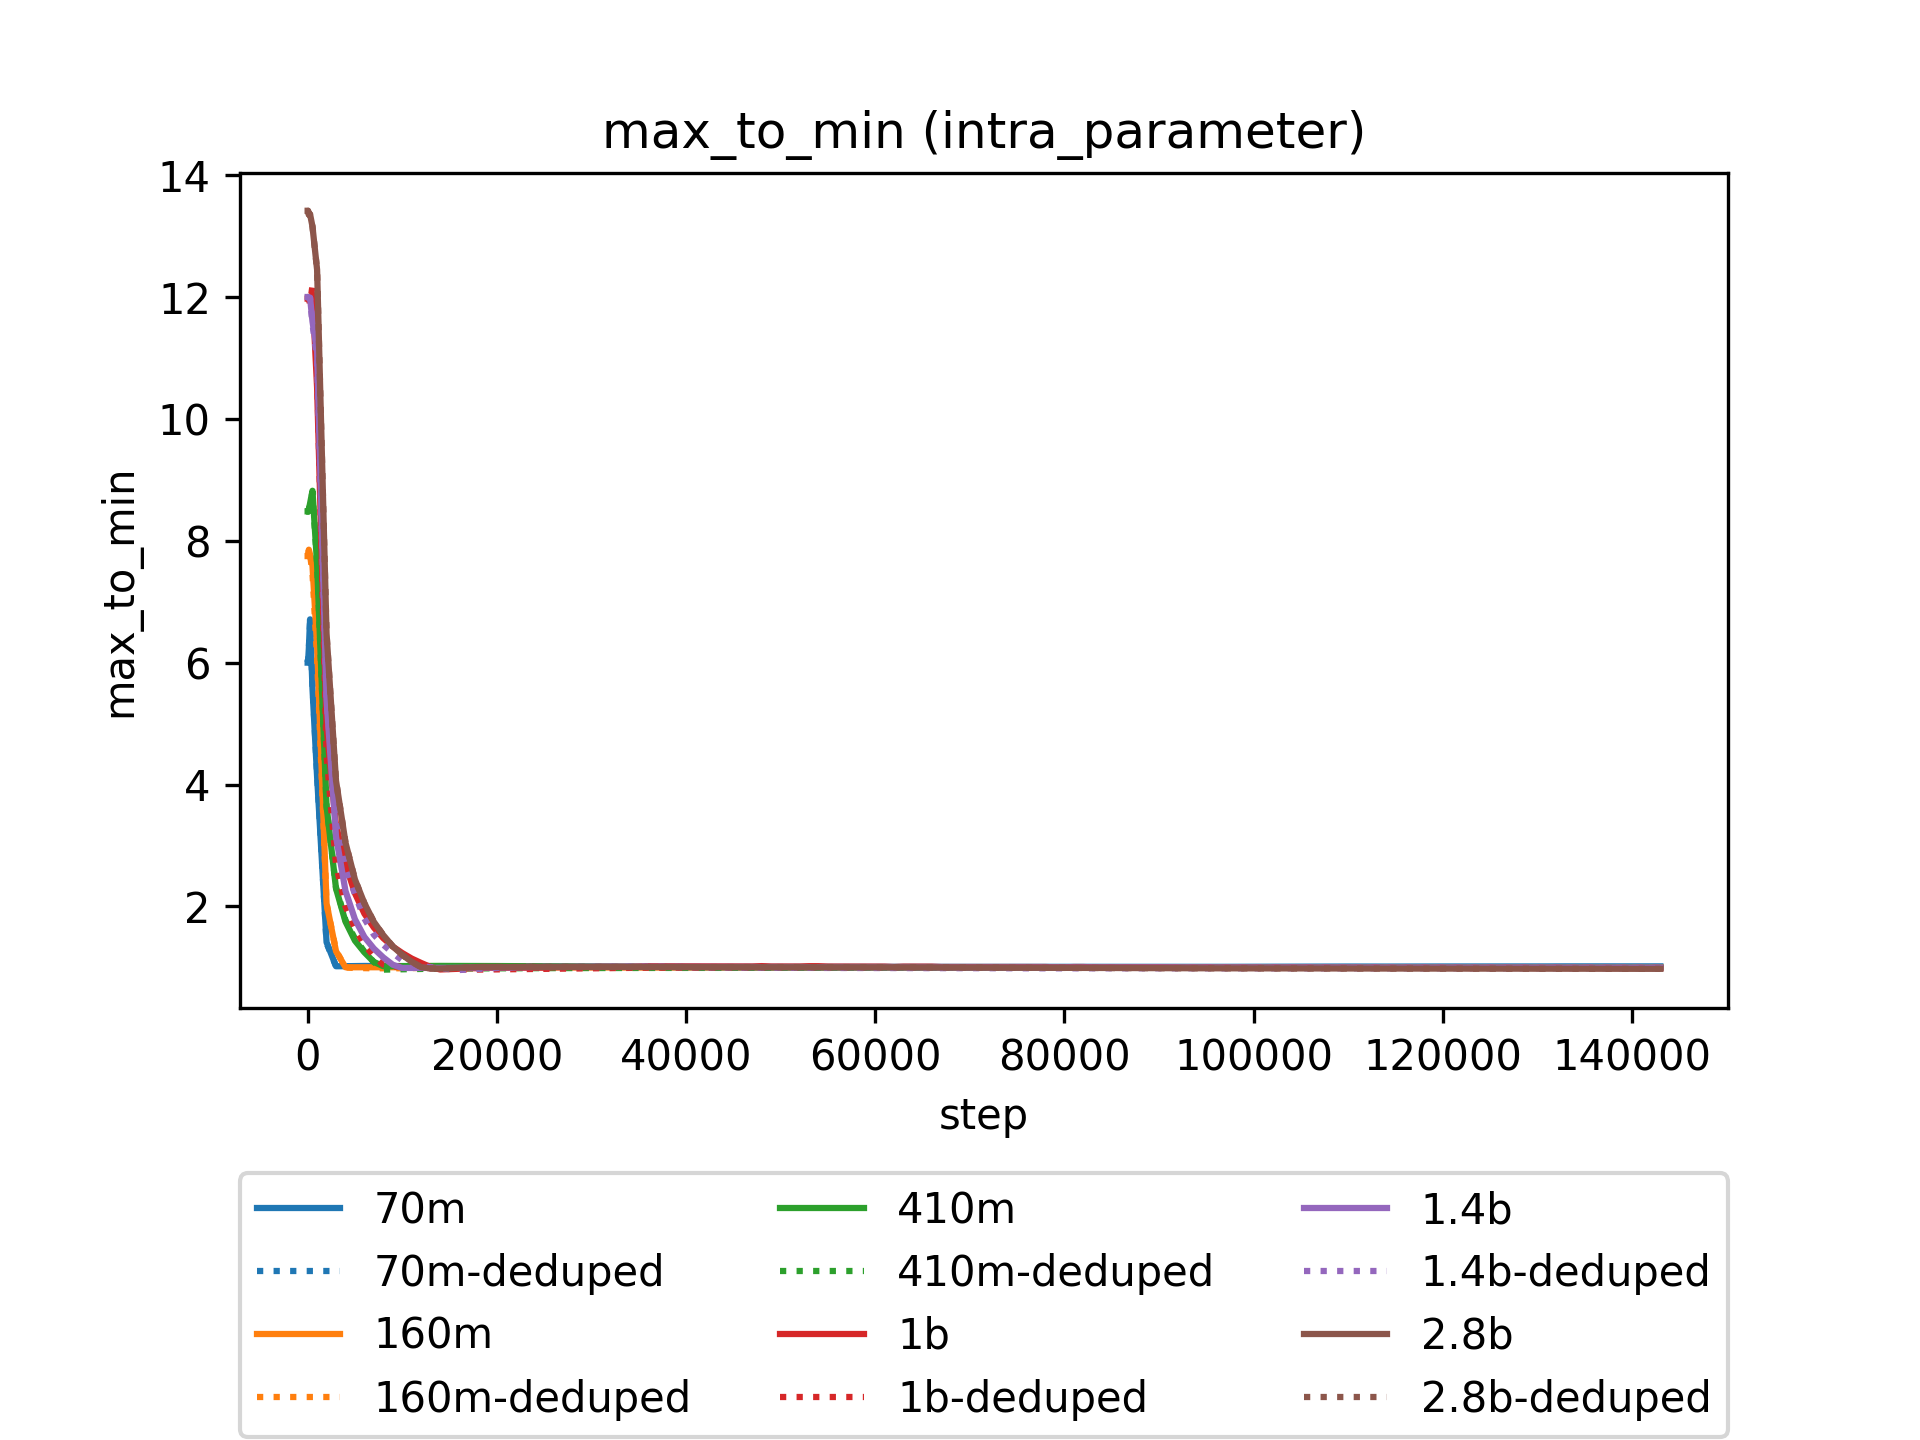 max_to_min (intra_parameter)
14
12
10
8
6
4
2
max_to_min
0 20000 40000 60000 80000 100000 120000 140000
step
70m 410m 1.4b
70m-deduped 410m-deduped 1.4b-deduped
160m 1b 2.8b
160m-deduped 1b-deduped 2.8b-deduped